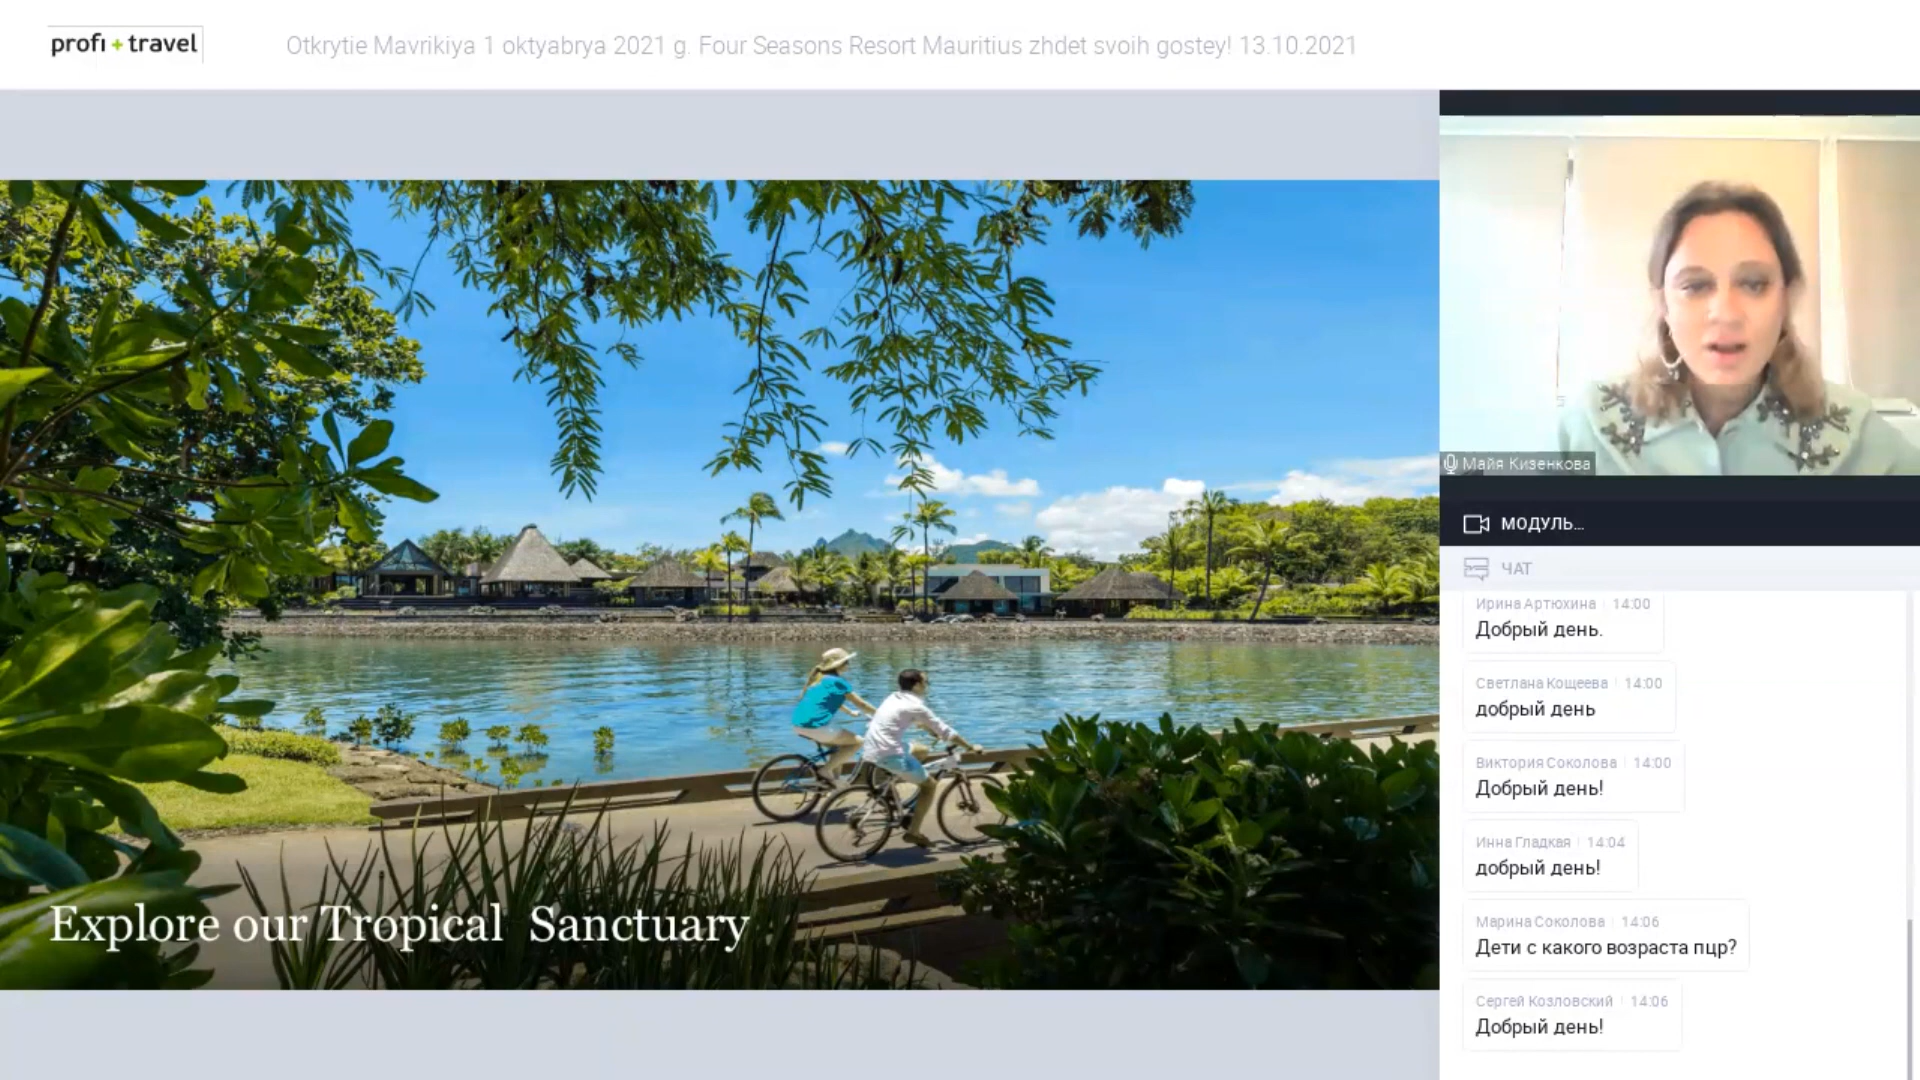 profi + travel
Otkrytie Mavrikiya 1 oktyabrya 2021 g. Four Seasons Resort Mauritius zhdet svoih gostey! 13.10.2021
Explore our Tropical Sanctuary
Майя Кизенкова
МОДУЛЬ...
ЧАТ
Ирина Артюхина 14:00
Добрый день.
Светлана Кощеева 14:00
добрый день
Виктория Соколова 14:00
Добрый день!
Инна Гладкая 14:04
добрый день!
Марина Соколова 14:06
Дети с какого возраста пцр?
Сергей Козловский 14:06
Добрый день!